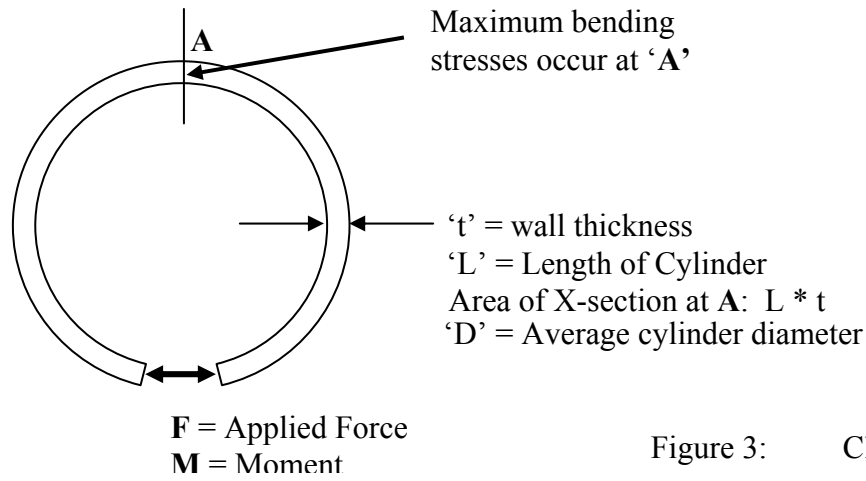 A
Maximum bending
stresses occur at ‘A’
‘t’ = wall thickness
‘L’ = Length of Cylinder
Area of X-section at A: L * t
‘D’ = Average cylinder diameter
F = Applied Force
M = Moment
Figure 3: